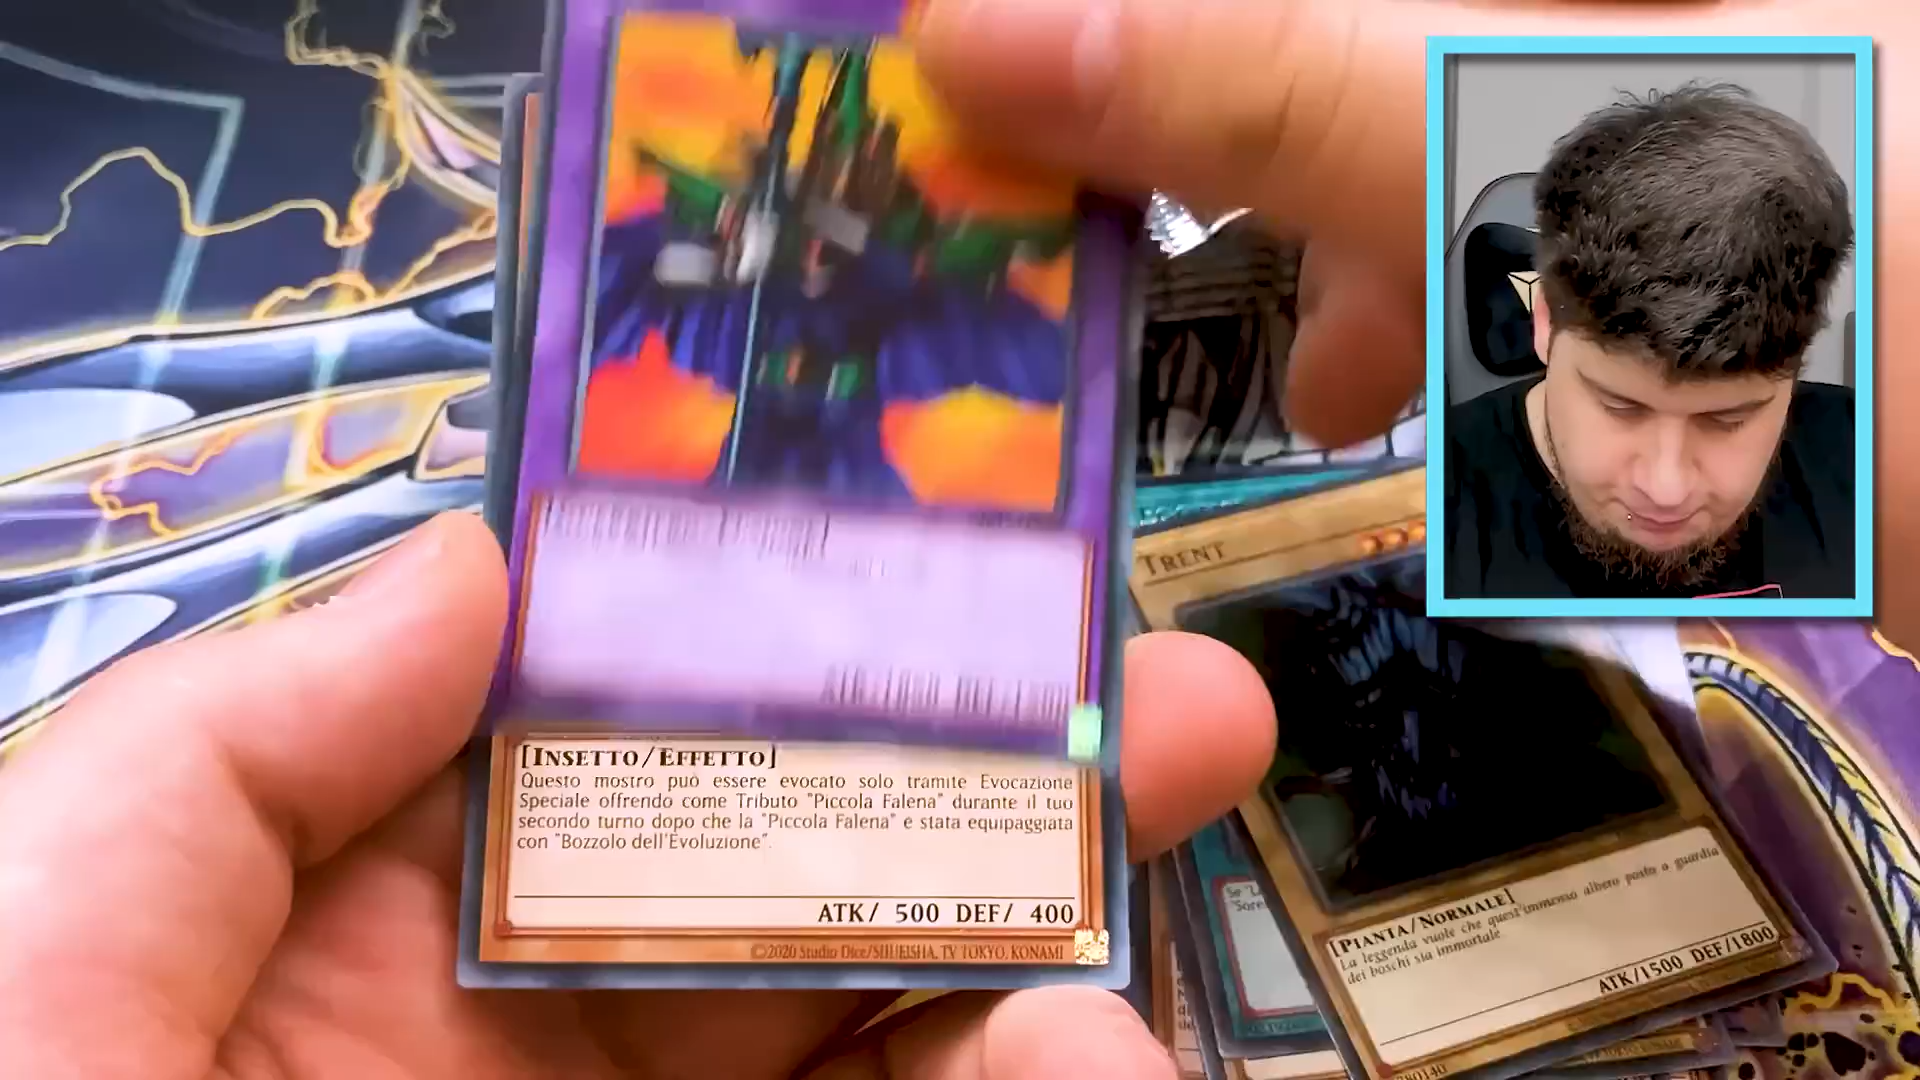 [INSETTO/EFFETTO]
Questo mostro può essere evocato solo tramite Evocazione
Speciale offrendo come Tributo "Piccola Falena" durante il tuo
secondo turno dopo che la "Piccola Falena" è stata equipaggiata
con "Bozzolo dell'Evoluzione".
ATK/ 500 DEF/ 400
©2020 Studio Dice/SHUEISHA, TV TOKYO, KONAMI
TRENT
[PIANTA/NORMALE]
La leggenda vuole che quest'immenso albero posto a guardia
dei boschi sia immortale.
ATK/1500 DEF/1800